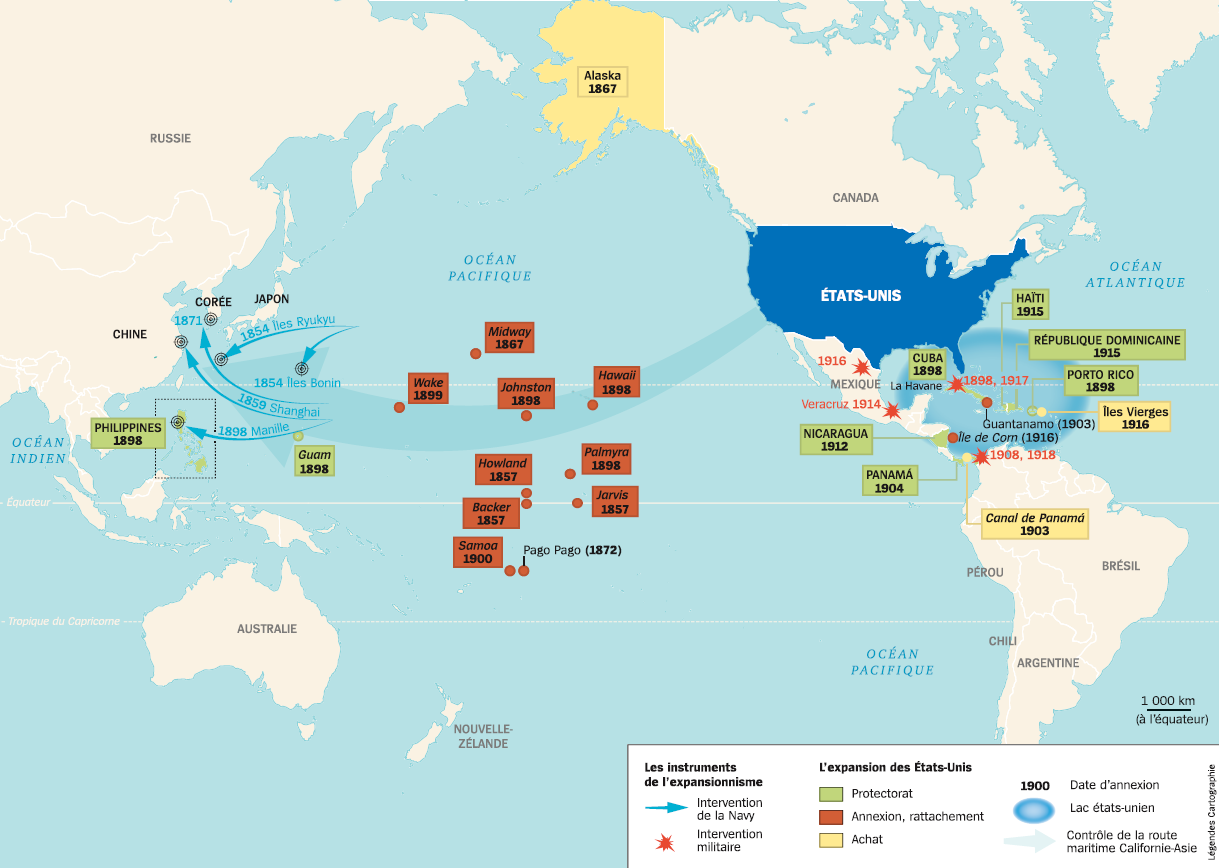 Alaska
1867
RUSSIE
CANADA
OCÉAN
PACIFIQUE
OCÉAN
ATLANTIQUE
ÉTATS-UNIS
CORÉE
JAPON
CHINE
1871
1854 Îles Ryukyu
1854 Îles Bonin
1859 Shanghai
1898 Manille
PHILIPPINES
1898
Guam
1898
OCÉAN
INDIEN
Midway
1867
Wake
1899
Johnston
1898
Hawaii
1898
Palmyra
1898
Howland
1857
Backer
1857
Jarvis
1857
Samoa
1900
Pago Pago (1872)
HAÏTI
1915
RÉPUBLIQUE DOMINICAINE
1915
CUBA
1898
PORTO RICO
1898
1916
MEXIQUE
La Havane
1898, 1917
Veracruz 1914
Îles Vierges
1916
Guantanamo (1903)
Île de Corn (1916)
NICARAGUA
1912
1908, 1918
PANAMÁ
1904
Canal de Panamá
1903
Équateur
Tropique du Capricorne
AUSTRALIE
NOUVELLE-
ZÉLANDE
PÉROU
BRÉSIL
CHILI
ARGENTINE
OCÉAN
PACIFIQUE
1 000 km
(à l'équateur)
Les instruments
de l'expansionnisme
Intervention
de la Navy
Intervention
militaire
L'expansion des États-Unis
Protectorat
Annexion, rattachement
Achat
1900 Date d'annexion
Lac états-unien
Contrôle de la route
maritime Californie-Asie
Légendes Cartographie